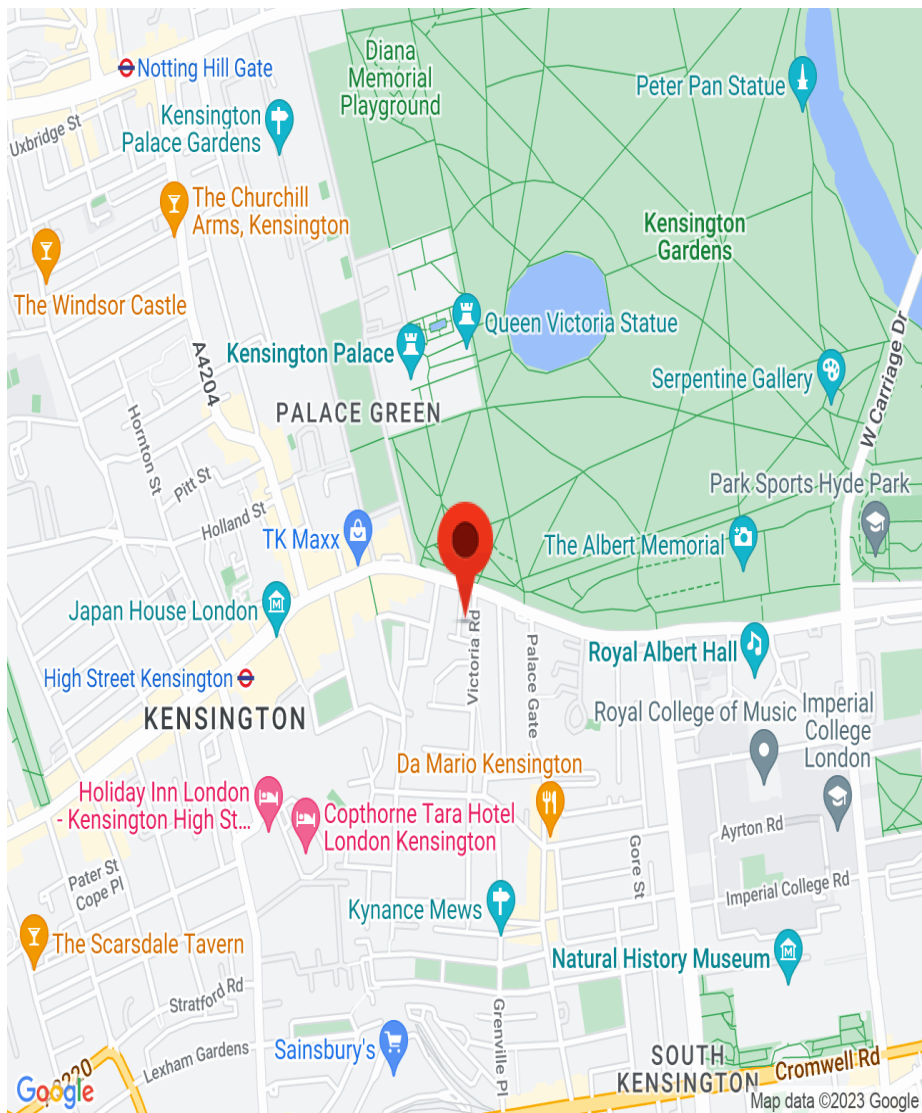 Diana
Memorial
Playground
Notting Hill Gate
Peter Pan Statue
Kensington
Palace Gardens
Uxbridge St
The Churchill
Arms, Kensington
Kensington
Gardens
The Windsor Castle
Queen Victoria Statue
A4204
Kensington Palace
W Carriage Dr
Serpentine Gallery
PALACE GREEN
Hornton St
Pitt St
Park Sports Hyde Park
Holland St
TK Maxx
The Albert Memorial
Japan House London
Victoria Rd
Palace Gate
Royal Albert Hall
High Street Kensington
KENSINGTON
Royal College of Music
Imperial
College
London
Da Mario Kensington
Holiday Inn London
- Kensington High St...
Copthorne Tara Hotel
London Kensington
Ayrton Rd
Gore St
Pater St
Cope Pl
Imperial College Rd
Kynance Mews
The Scarsdale Tavern
Natural History Museum
Stratford Rd
Grenville Pl
Lexham Gardens
Sainsbury's
SOUTH
KENSINGTON
Cromwell Rd
Google
Map data ©2023 Google